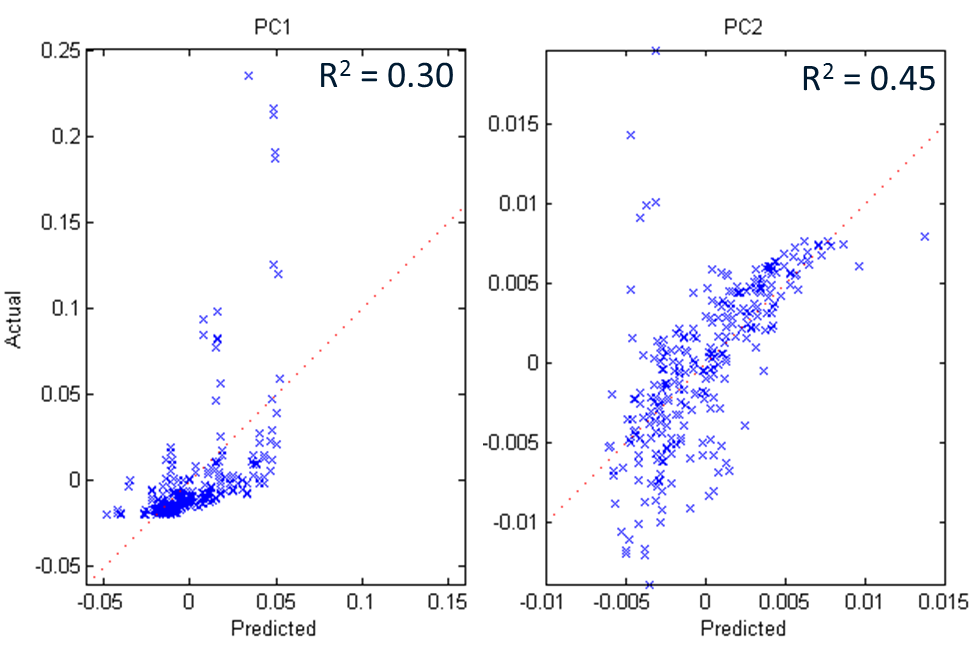 PC1
R² = 0.30
0.25
0.2
0.15
0.1
0.05
0
-0.05
Actual
-0.05 0 0.05 0.1 0.15
Predicted
PC2
R² = 0.45
0.015
0.01
0.005
0
-0.005
-0.01
-0.01 -0.005 0 0.005 0.01 0.015
Predicted